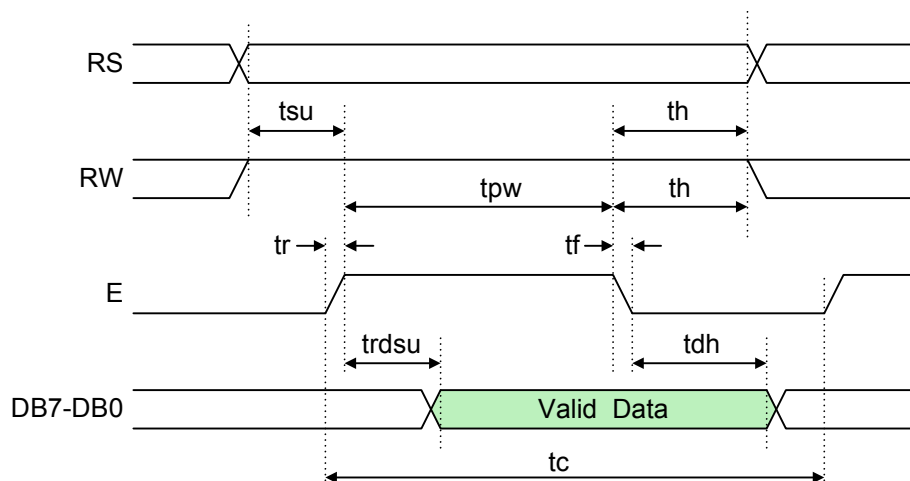 RS
tsu
th
RW
tpw
th
tr
tf
E
trdsu
tdh
DB7-DB0
Valid Data
tc